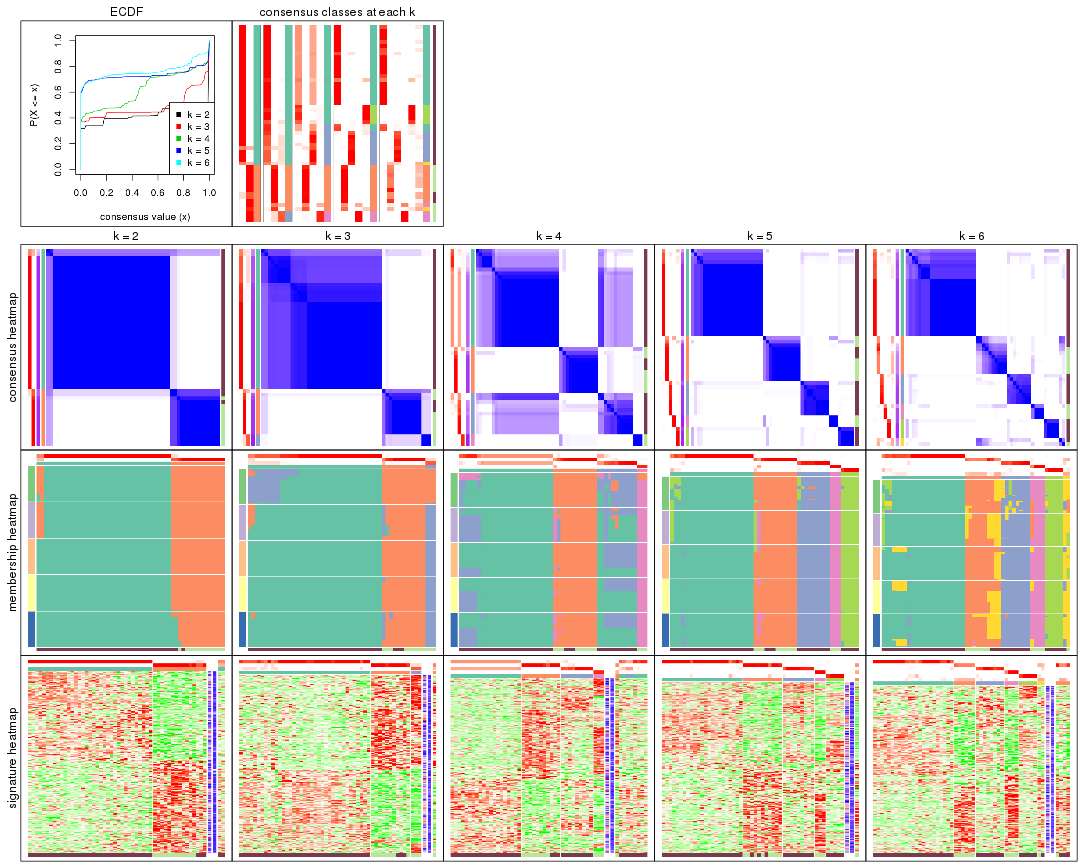 ECDF
consensus classes at each k
P(X <= x)
0.0
0.2
0.4
0.6
0.8
1.0
k = 2
k = 3
k = 4
k = 5
k = 6
0.0 0.2 0.4 0.6 0.8 1.0
consensus value (x)
k = 2
k = 3
k = 4
k = 5
k = 6
consensus heatmap
membership heatmap
signature heatmap